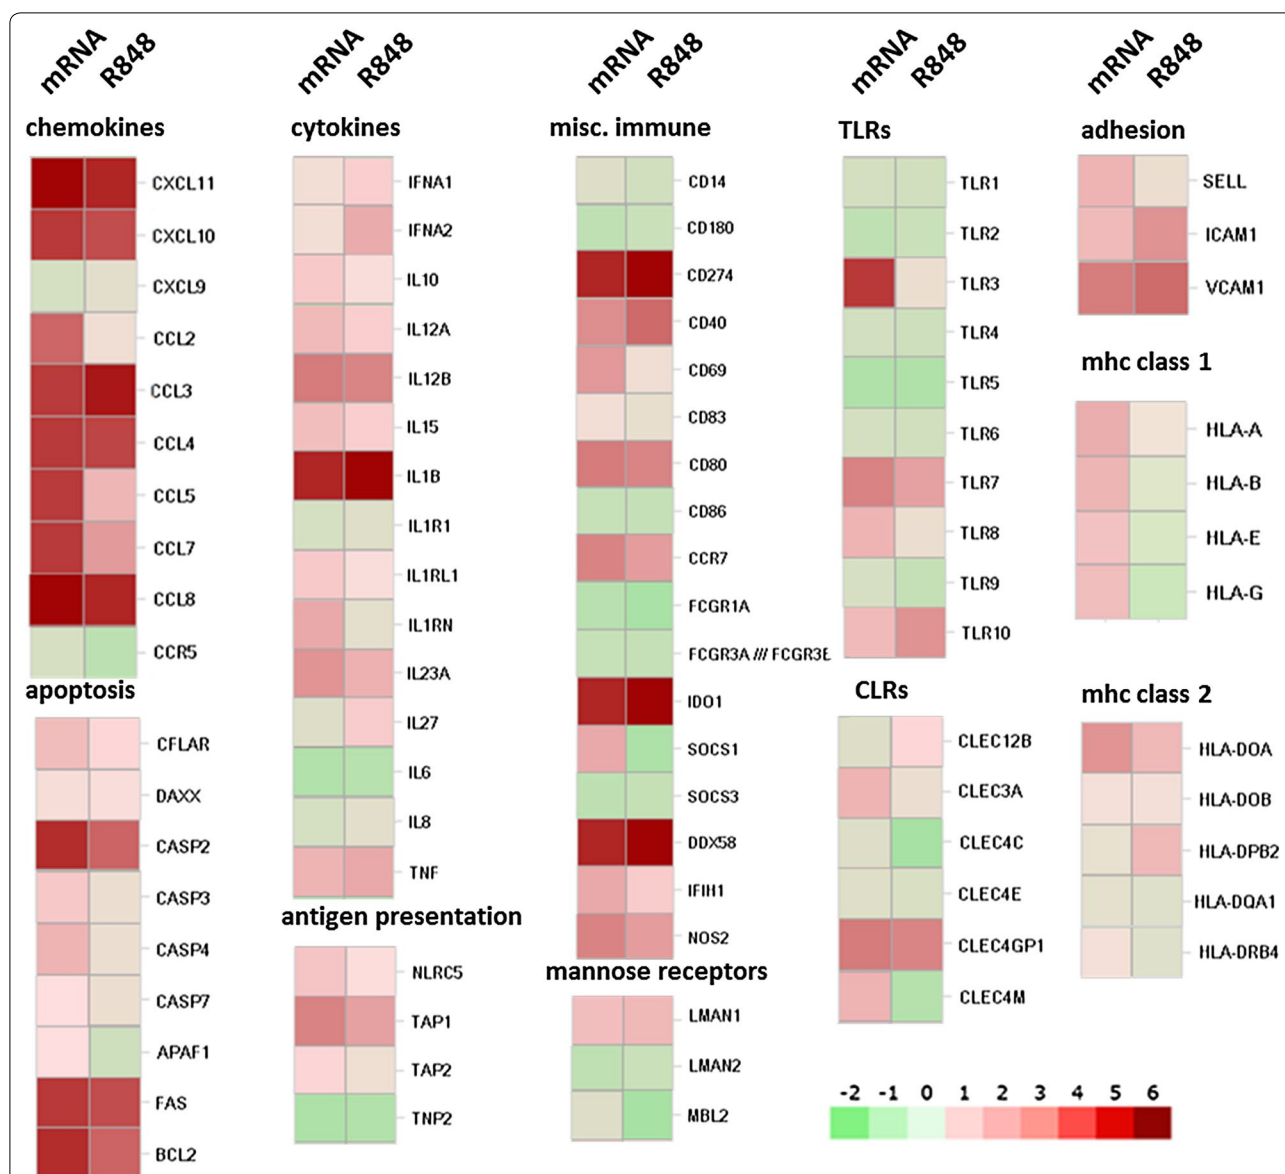 mRNA R848
mRNA R848
mRNA R848
mRNA R848
mRNA R848
chemokines
CXCL11
CXCL10
CXCL9
CCL2
CCL3
CCL4
CCL5
CCL7
CCL8
CCR5
apoptosis
CFLAR
DAXX
CASP2
CASP3
CASP4
CASP7
APAF1
FAS
BCL2
cytokines
IFNA1
IFNA2
IL10
IL12A
IL12B
IL15
IL1B
IL1R1
IL1RL1
IL1RN
IL23A
IL27
IL6
IL8
TNF
antigen presentation
NLRC5
TAP1
TAP2
TNP2
misc. immune
CD14
CD180
CD274
CD40
CD69
CD83
CD80
CD86
CCR7
FCGR1A
FCGR3A /// FCGR3E
IDO1
SOCS1
SOCS3
DDX58
IFIH1
NOS2
mannose receptors
LMAN1
LMAN2
MBL2
TLRs
TLR1
TLR2
TLR3
TLR4
TLR5
TLR6
TLR7
TLR8
TLR9
TLR10
CLRs
CLEC12B
CLEC3A
CLEC4C
CLEC4E
CLEC4GP1
CLEC4M
adhesion
SELL
ICAM1
VCAM1
mhc class 1
HLA-A
HLA-B
HLA-E
HLA-G
mhc class 2
HLA-DOA
HLA-DOB
HLA-DPB2
HLA-DQA1
HLA-DRB4
-2 -1 0 1 2 3 4 5 6